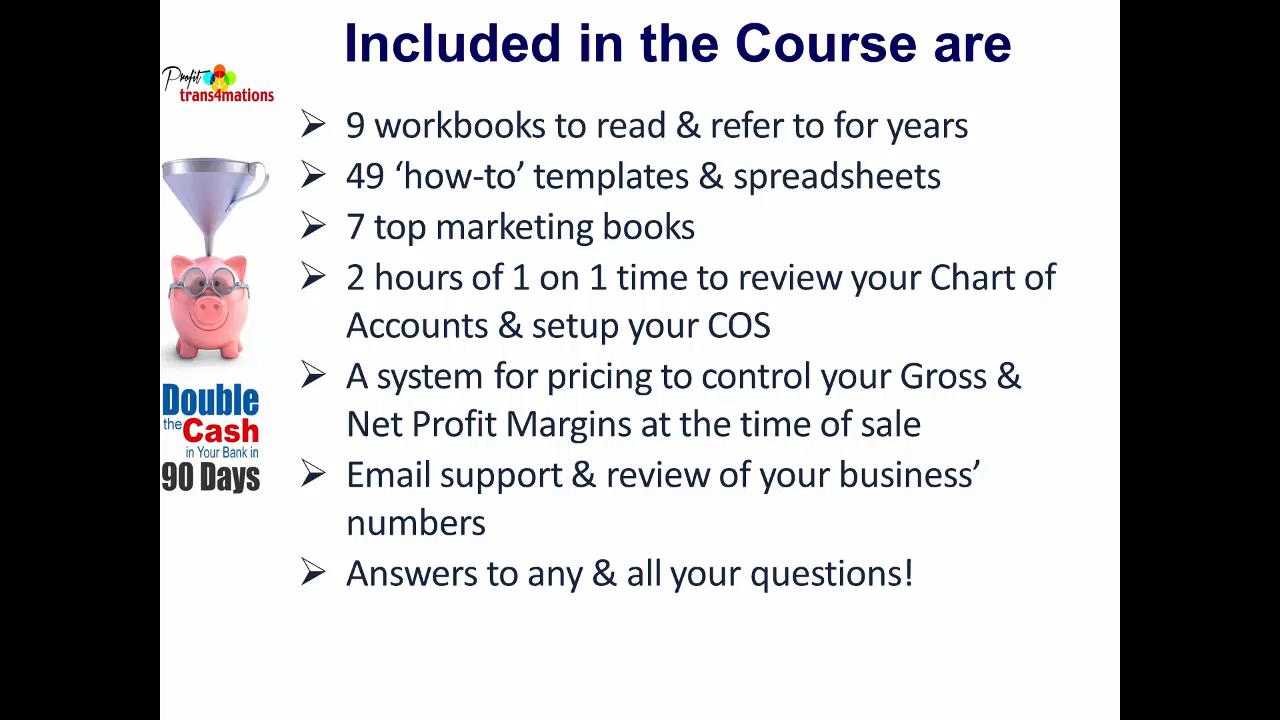 Included in the Course are
Profit
trans4mations
➢ 9 workbooks to read & refer to for years
➢ 49 ‘how-to’ templates & spreadsheets
➢ 7 top marketing books
➢ 2 hours of 1 on 1 time to review your Chart of
Accounts & setup your COS
➢ A system for pricing to control your Gross &
Net Profit Margins at the time of sale
➢ Email support & review of your business’
numbers
➢ Answers to any & all your questions!
Double
the Cash
in Your Bank in
90 Days